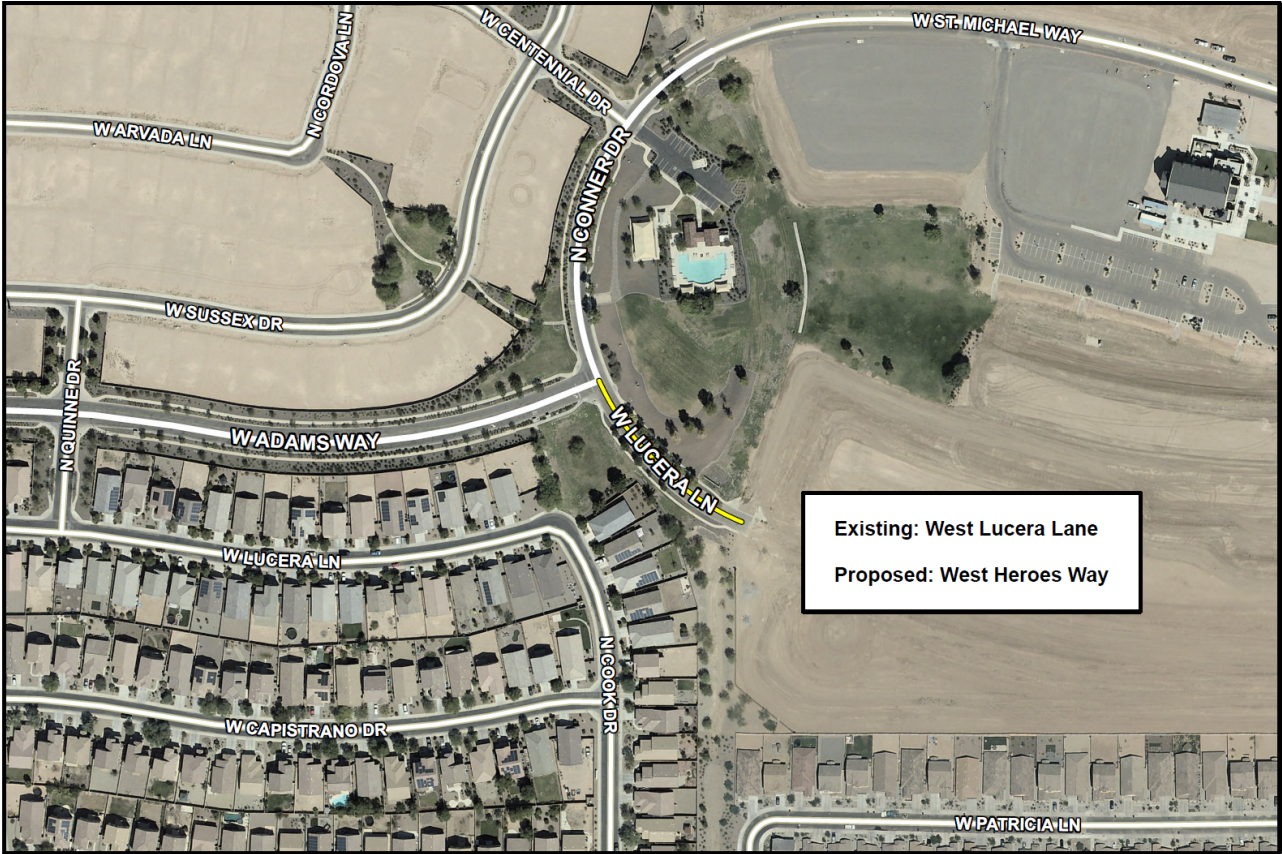 W ST. MICHAEL WAY
W CENTENNIAL DR
N CORDOVA LN
W ARVADA LN
N CONNER DR
W SUSSEX DR
N QUINNE DR
W ADAMS WAY
W LUCERA LN
Existing: West Lucera Lane
Proposed: West Heroes Way
W LUCERA LN
N COOK DR
W CAPISTRANO DR
W PATRICIA LN